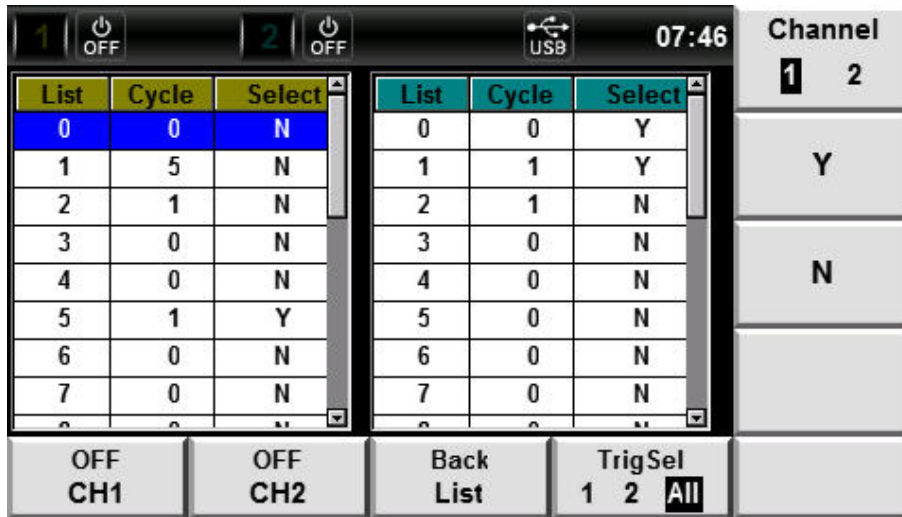 1 OFF 2 OFF USB 07:46
Channel
1 2
List Cycle Select List Cycle Select
0 0 N 0 0 Y
1 5 N 1 1 Y
2 1 N 2 1 N
3 0 N 3 0 N
4 0 N 4 0 N
5 1 Y 5 0 N
6 0 N 6 0 N
7 0 N 7 0 N
Y
N
OFF
CH1
OFF
CH2
Back
List
TrigSel
1 2 All